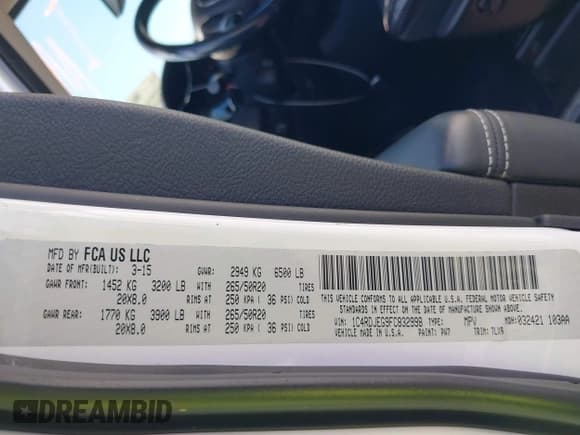 MFD BY FCA US LLC
DATE OF MFR(BUILT): 3-15 GVWR: 2949 KG 6500 LB
GAWR FRONT: 1452 KG 3200 LB WITH 265/50R20 TIRES
20X8.0 RIMS AT 250 KPA ( 36 PSI) COLD
GAWR REAR: 1770 KG 3900 LB WITH 265/50R20 TIRES
20X8.0 RIMS AT 250 KPA ( 36 PSI) COLD
THIS VEHICLE CONFORMS TO ALL APPLICABLE U.S.A. FEDERAL MOTOR VEHICLE SAFETY
STANDARDS IN EFFECT ON THE DATE OF MANUFACTURE SHOWN ABOVE.
VIN: 1C4RDJEG9FC832998 TYPE: MPV MDH: 032421 103AA
VEHICLE MADE IN U.S.A. PAINT: PW7 TRIM: TLX9
DREAMBID